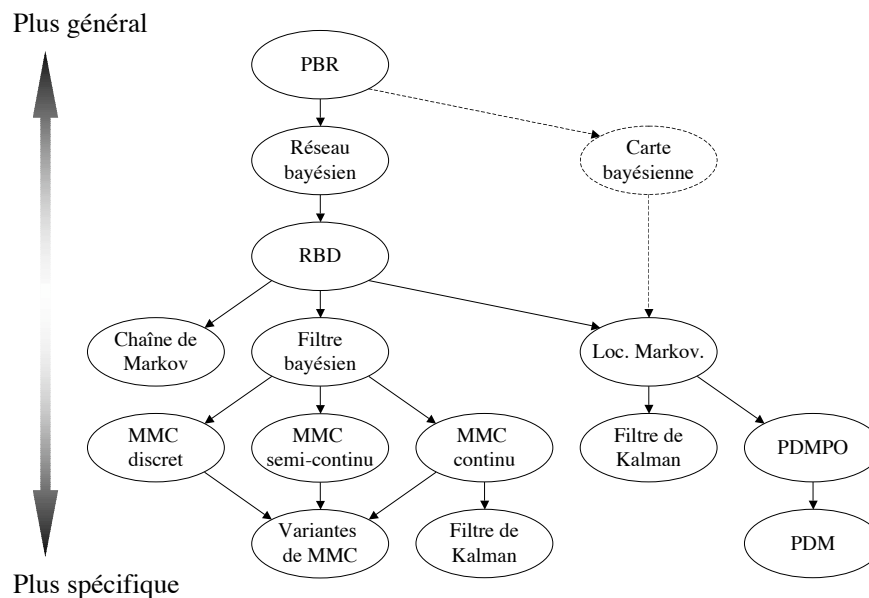 Plus général
PBR
Réseau
bayésien
Carte
bayésienne
RBD
Chaîne de
Markov
Filtre
bayésien
Loc. Markov.
MMC
discret
MMC
semi-continu
MMC
continu
Filtre de
Kalman
PDMPO
Variantes
de MMC
Filtre de
Kalman
PDM
Plus spécifique